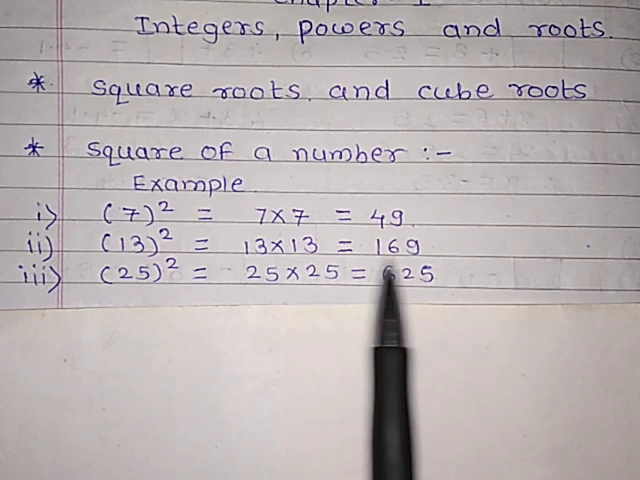 Integers, powers and roots.
* square roots. and cube roots
* square of a number :-
Example.
i) (7)² = 7×7 = 49.
ii) (13)² = 13×13 = 169
iii) (25)² = 25×25 = 625